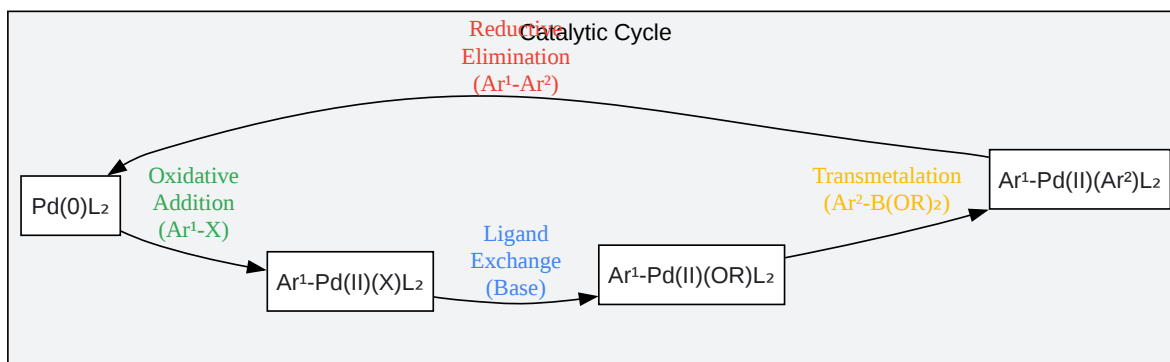 Catalytic Cycle
Reductive
Elimination
(Ar¹-Ar²)
Pd(0)L₂
Oxidative
Addition
(Ar¹-X)
Ar¹-Pd(II)(X)L₂
Ligand
Exchange
(Base)
Ar¹-Pd(II)(OR)L₂
Transmetalation
(Ar²-B(OR)₂)
Ar¹-Pd(II)(Ar²)L₂